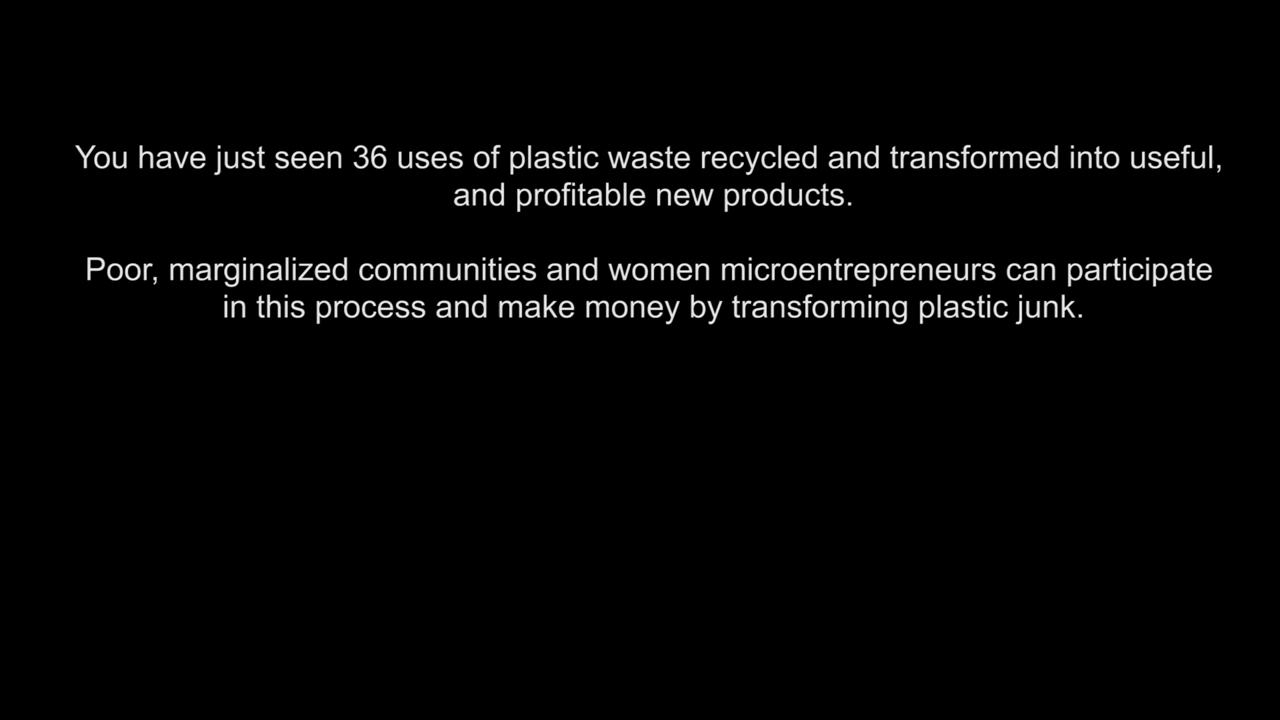 You have just seen 36 uses of plastic waste recycled and transformed into useful,
and profitable new products.
Poor, marginalized communities and women microentrepreneurs can participate
in this process and make money by transforming plastic junk.